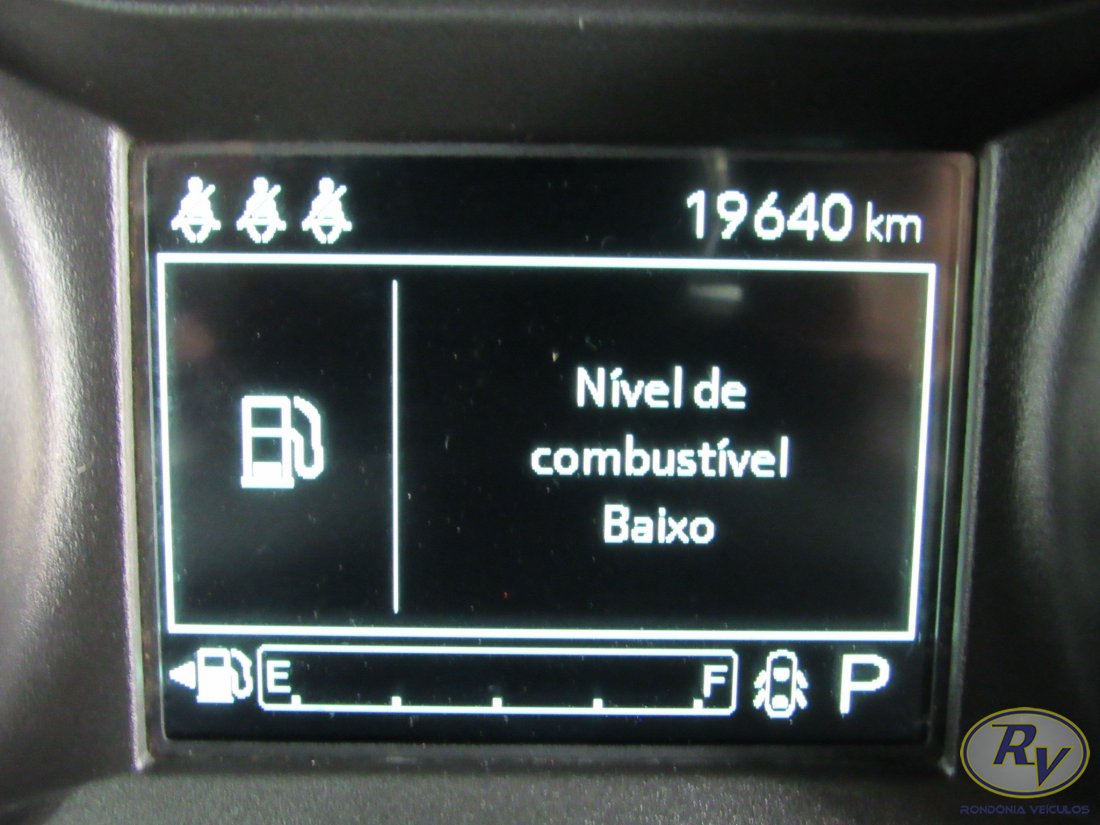 19640 km
Nível de
combustível
Baixo
E F P
RV
RONDÔNIA VEÍCULOS